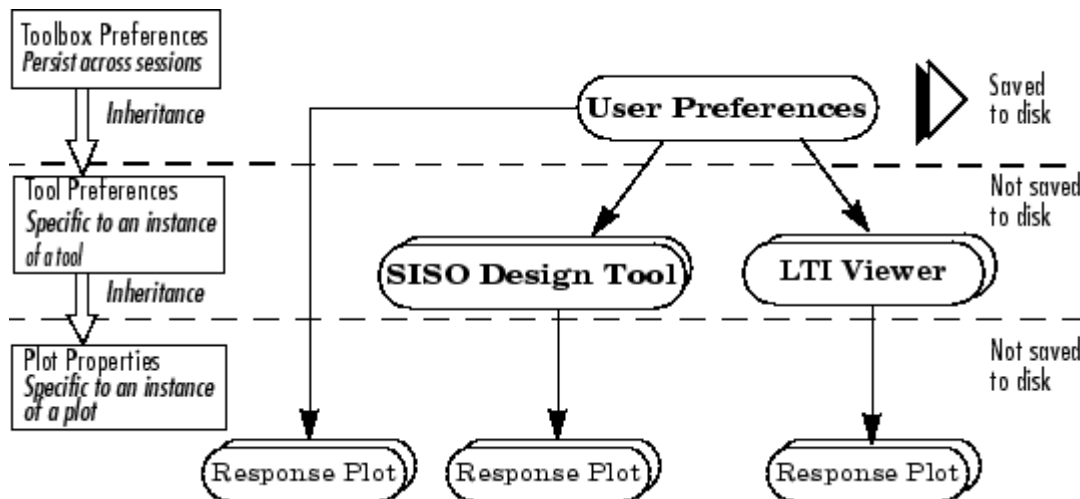 Toolbox Preferences
Persist across sessions
Inheritance
User Preferences
Saved
to disk
Tool Preferences
Specific to an instance
of a tool
Not saved
to disk
SISO Design Tool
LTI Viewer
Inheritance
Plot Properties
Specific to an instance
of a plot
Not saved
to disk
Response Plot
Response Plot
Response Plot